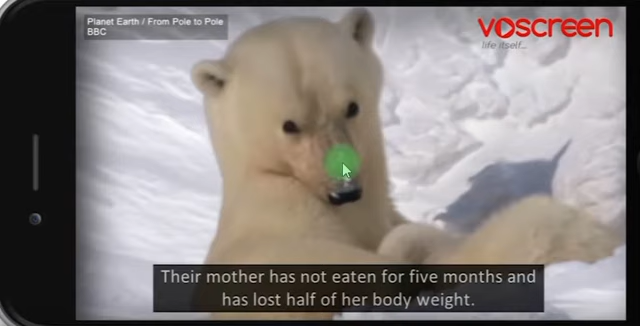 Planet Earth / From Pole to Pole
BBC
voscreen
life itself...
Their mother has not eaten for five months and
has lost half of her body weight.